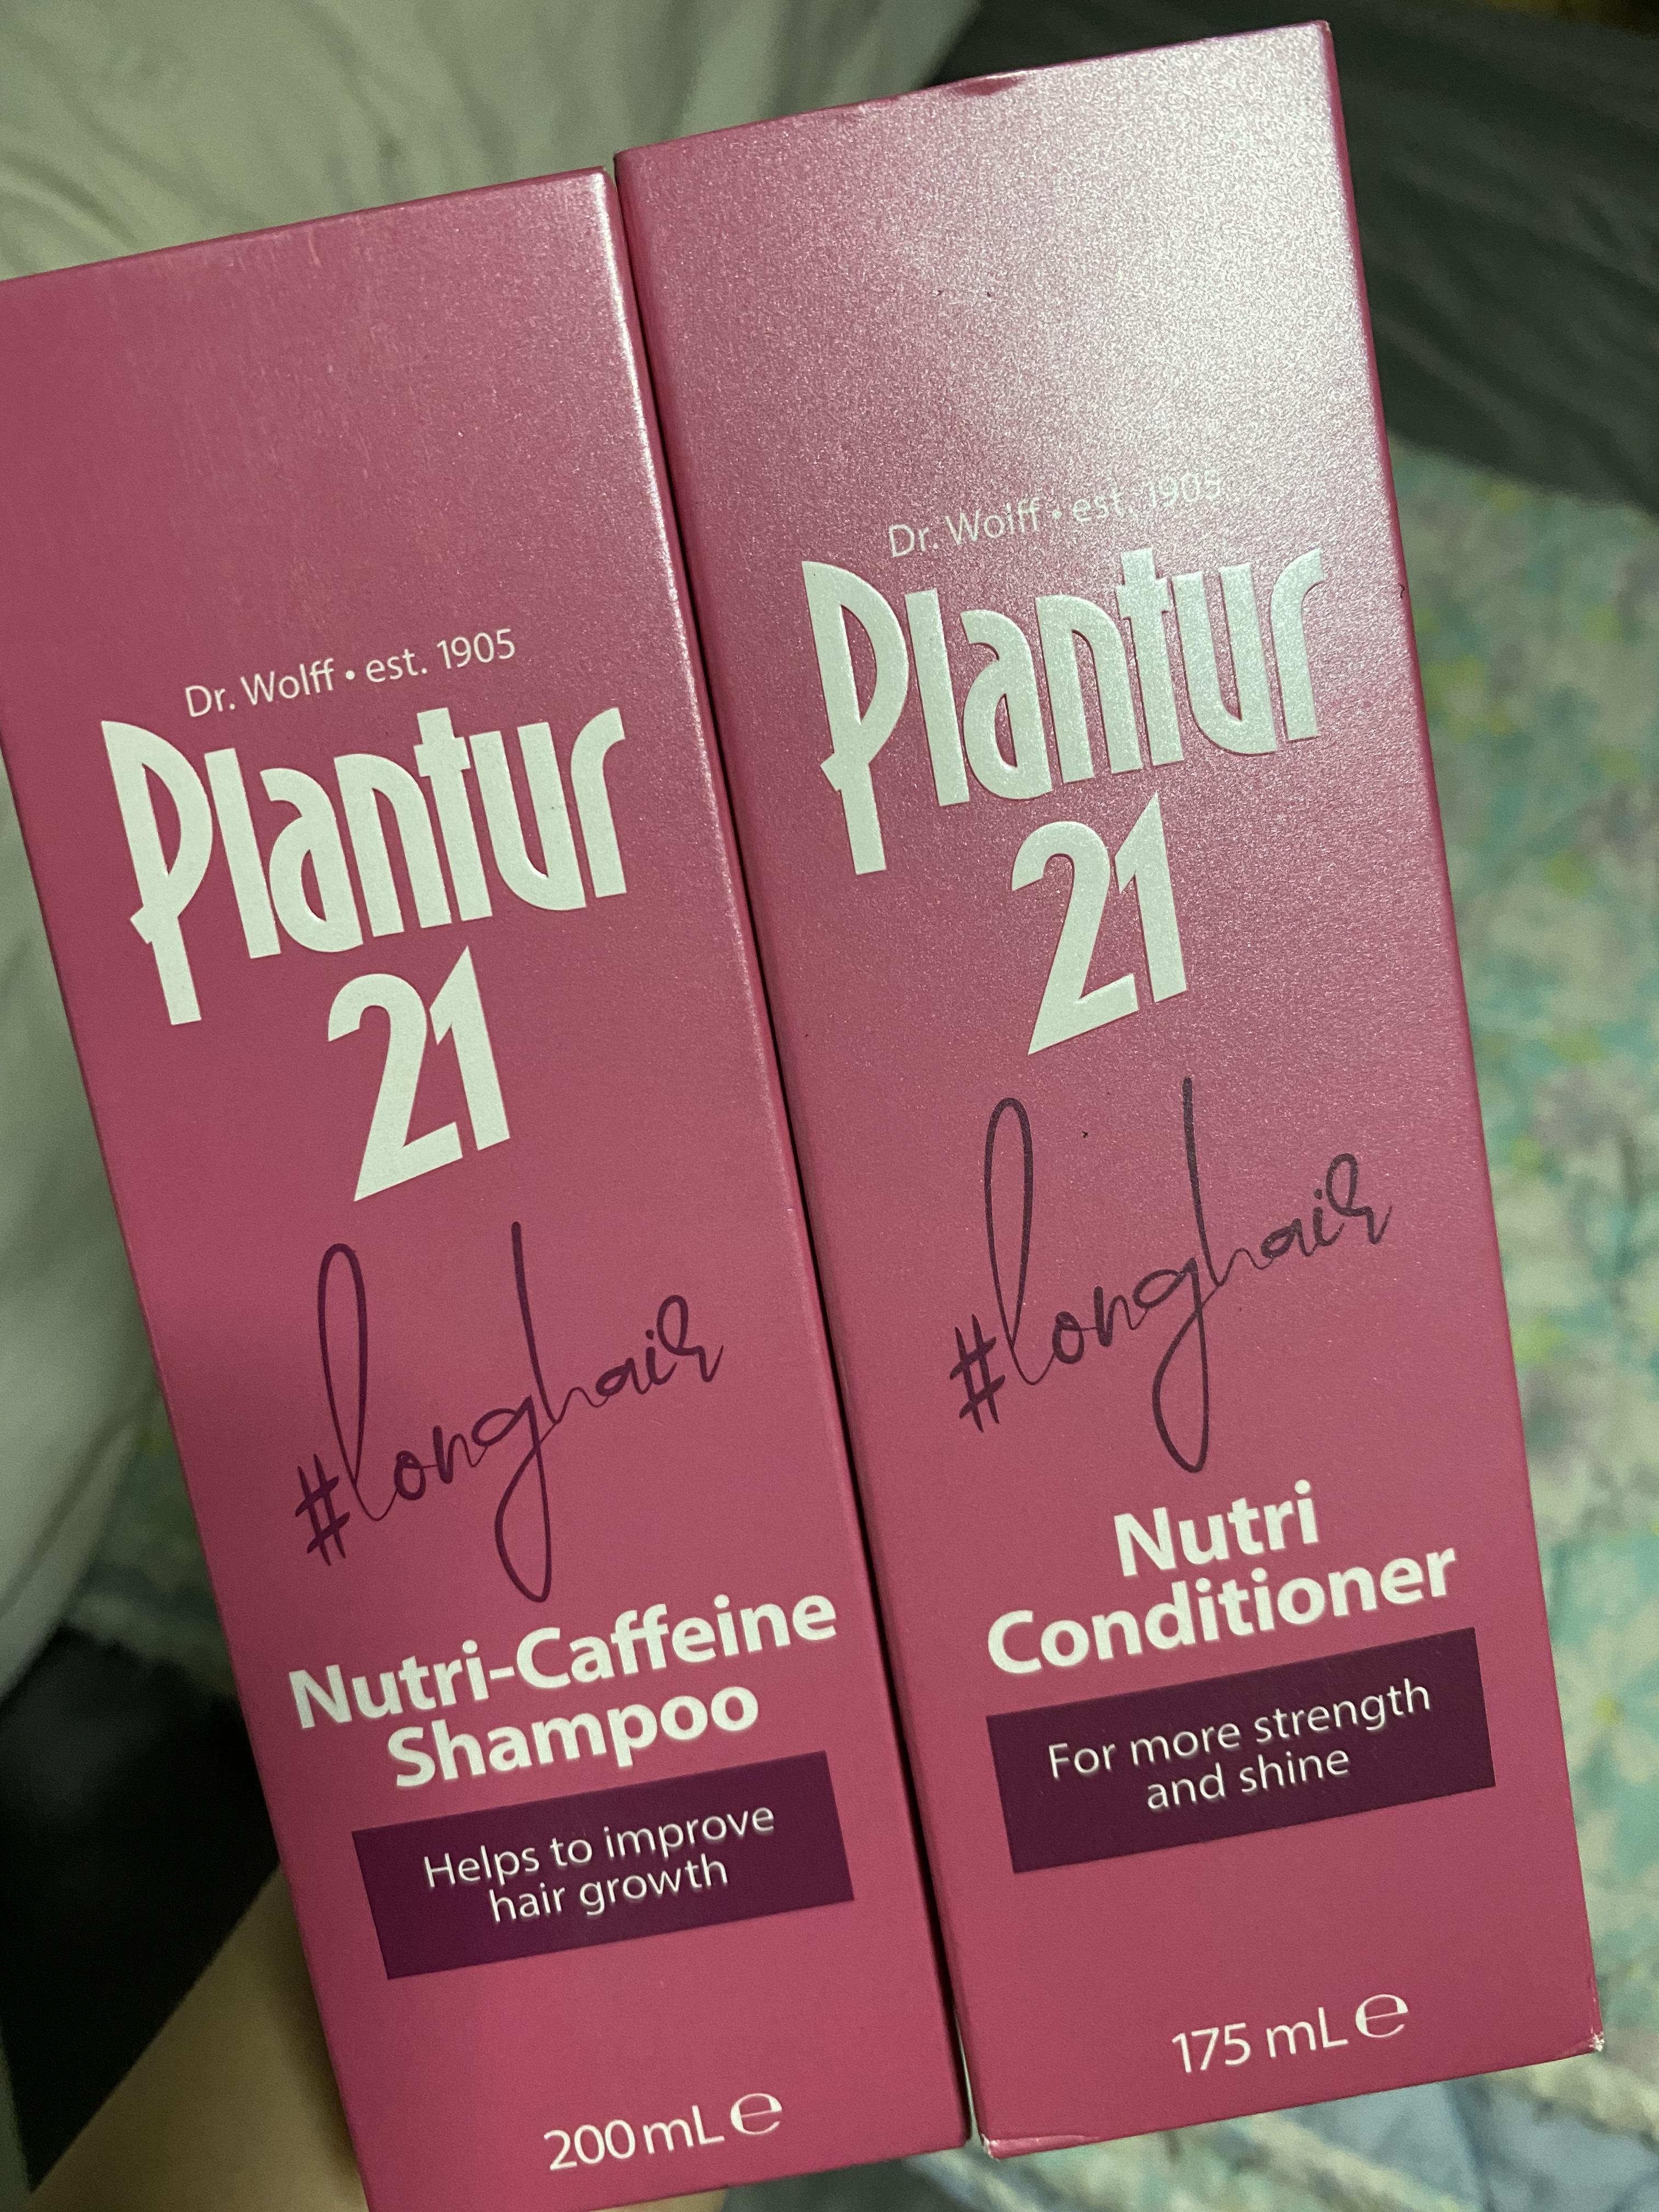 Dr. Wolff • est. 1905
Plantur
21
#longhair
Nutri-Caffeine
Shampoo
Helps to improve
hair growth
200 mL ℮
Dr. Wolff • est. 1905
Plantur
21
#longhair
Nutri
Conditioner
For more strength
and shine
175 mL ℮